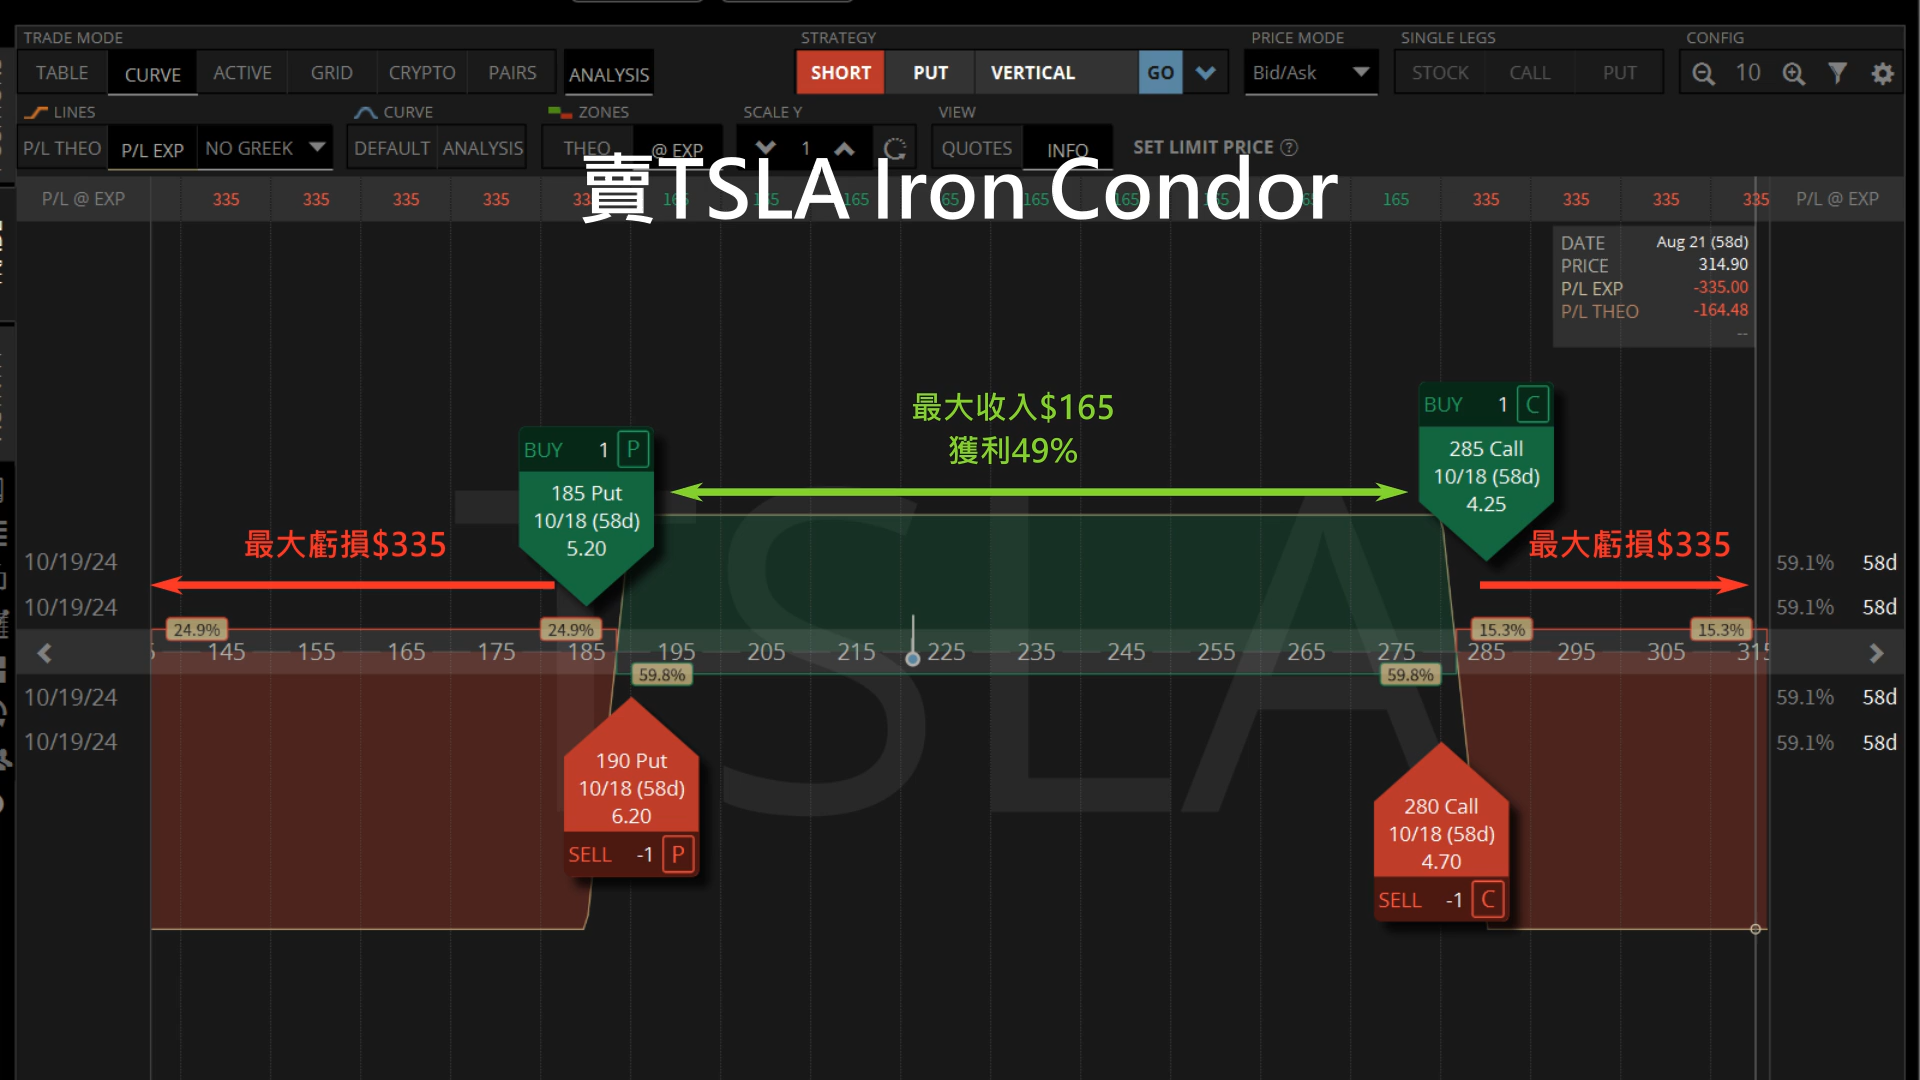 TRADE MODE
STRATEGY
PRICE MODE
SINGLE LEGS
CONFIG
TABLE CURVE ACTIVE GRID CRYPTO PAIRS ANALYSIS
SHORT PUT VERTICAL GO
Bid/Ask
STOCK CALL PUT
10
LINES
CURVE
ZONES
SCALE Y
VIEW
P/L THEO P/L EXP NO GREEK
DEFAULT ANALYSIS
THEO @ EXP
1
QUOTES INFO
SET LIMIT PRICE ?
賣TSLA Iron Condor
P/L @ EXP 335 335 335 335 165 335 335 335 335 P/L @ EXP
DATE Aug 21 (58d)
PRICE 314.90
P/L EXP -335.00
P/L THEO -164.48
--
最大收入$165
獲利49%
BUY 1 C
285 Call
10/18 (58d)
4.25
BUY 1 P
185 Put
10/18 (58d)
5.20
最大虧損$335
最大虧損$335
TSLA
10/19/24 59.1% 58d
10/19/24 59.1% 58d
24.9% 24.9% 15.3% 15.3%
145 155 165 175 185 195 205 215 225 235 245 255 265 275 285 295 305 315
59.8% 59.8%
10/19/24 59.1% 58d
10/19/24 59.1% 58d
190 Put
10/18 (58d)
6.20
SELL -1 P
280 Call
10/18 (58d)
4.70
SELL -1 C